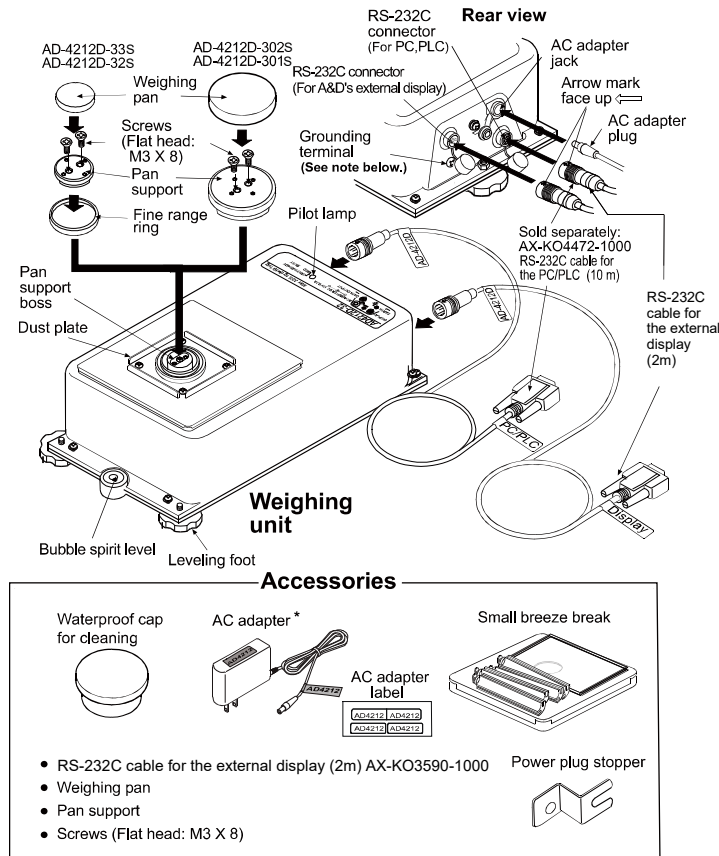 AD-4212D-33S
AD-4212D-32S
AD-4212D-302S
AD-4212D-301S
Weighing
pan
Screws
(Flat head:
M3 X 8)
Pan
support
Fine range
ring
Pan
support
boss
Dust plate
Pilot lamp
RS-232C
connector
(For PC,PLC)
Rear view
RS-232C connector
(For A&D's external display)
AC adapter
jack
Arrow mark
face up
AC adapter
plug
Grounding
terminal
(See note below.)
Sold separately:
AX-KO4472-1000
RS-232C cable for
the PC/PLC (10 m)
RS-232C
cable for
the external
display
(2m)
AD-4212D
AD-4212D
PC/PLC
Display
Weighing
unit
Bubble spirit level
Leveling foot
Accessories
Waterproof cap
for cleaning
AC adapter *
AD4212
AD4212
AC adapter
label
AD4212 AD4212
AD4212 AD4212
Small breeze break
• RS-232C cable for the external display (2m) AX-KO3590-1000
• Weighing pan
• Pan support
• Screws (Flat head: M3 X 8)
Power plug stopper